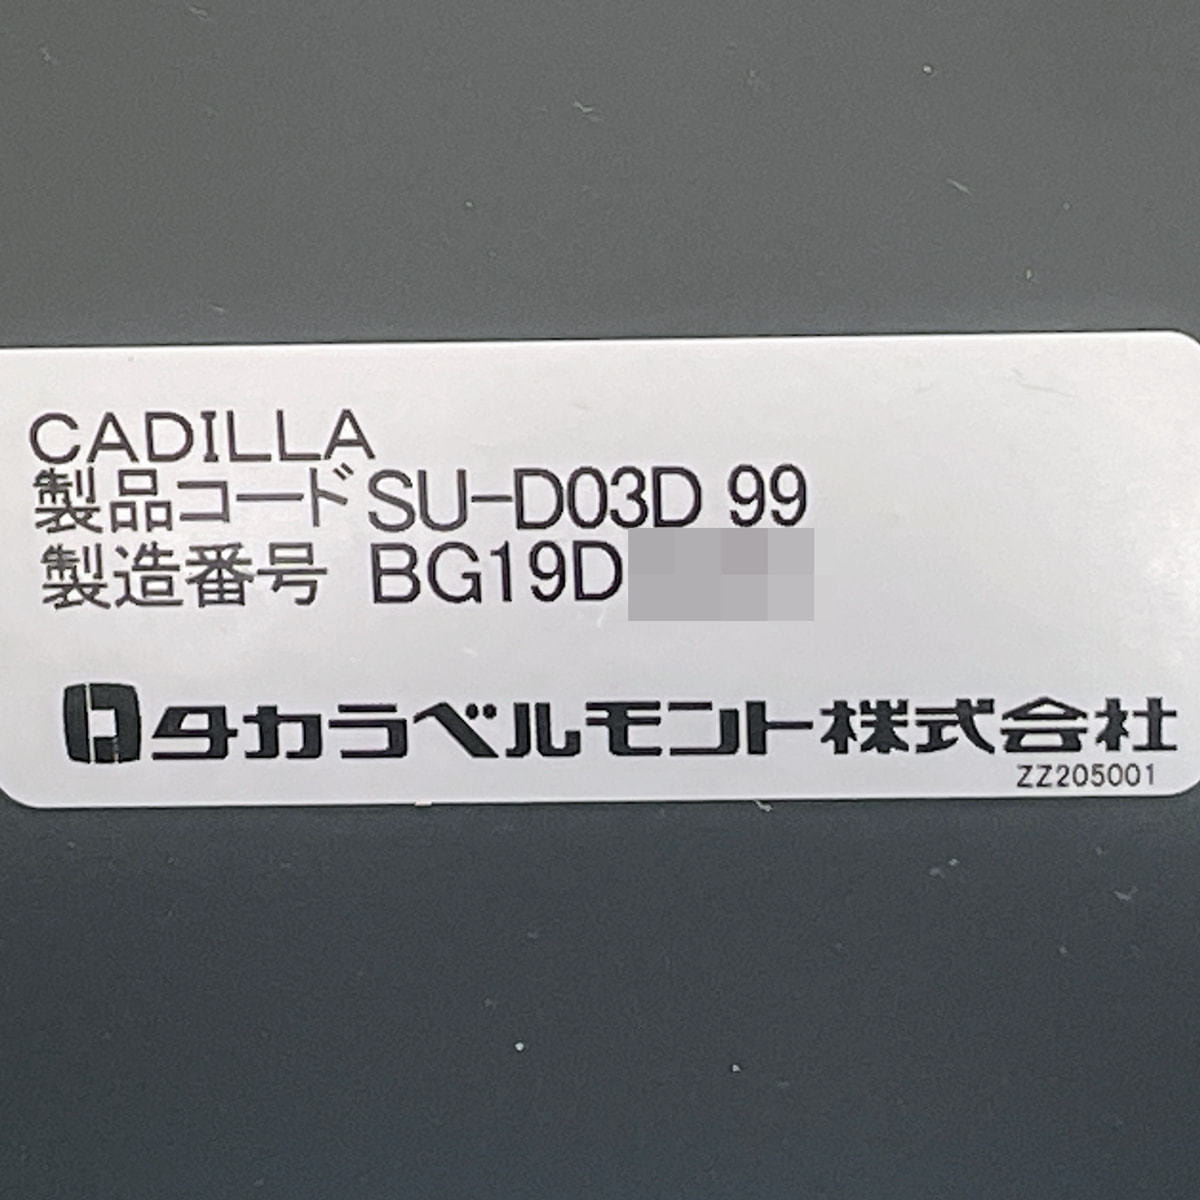 CADILLA
製品コード SU-D03D 99
製造番号 BG19D
タカラベルモント株式会社
ZZ205001